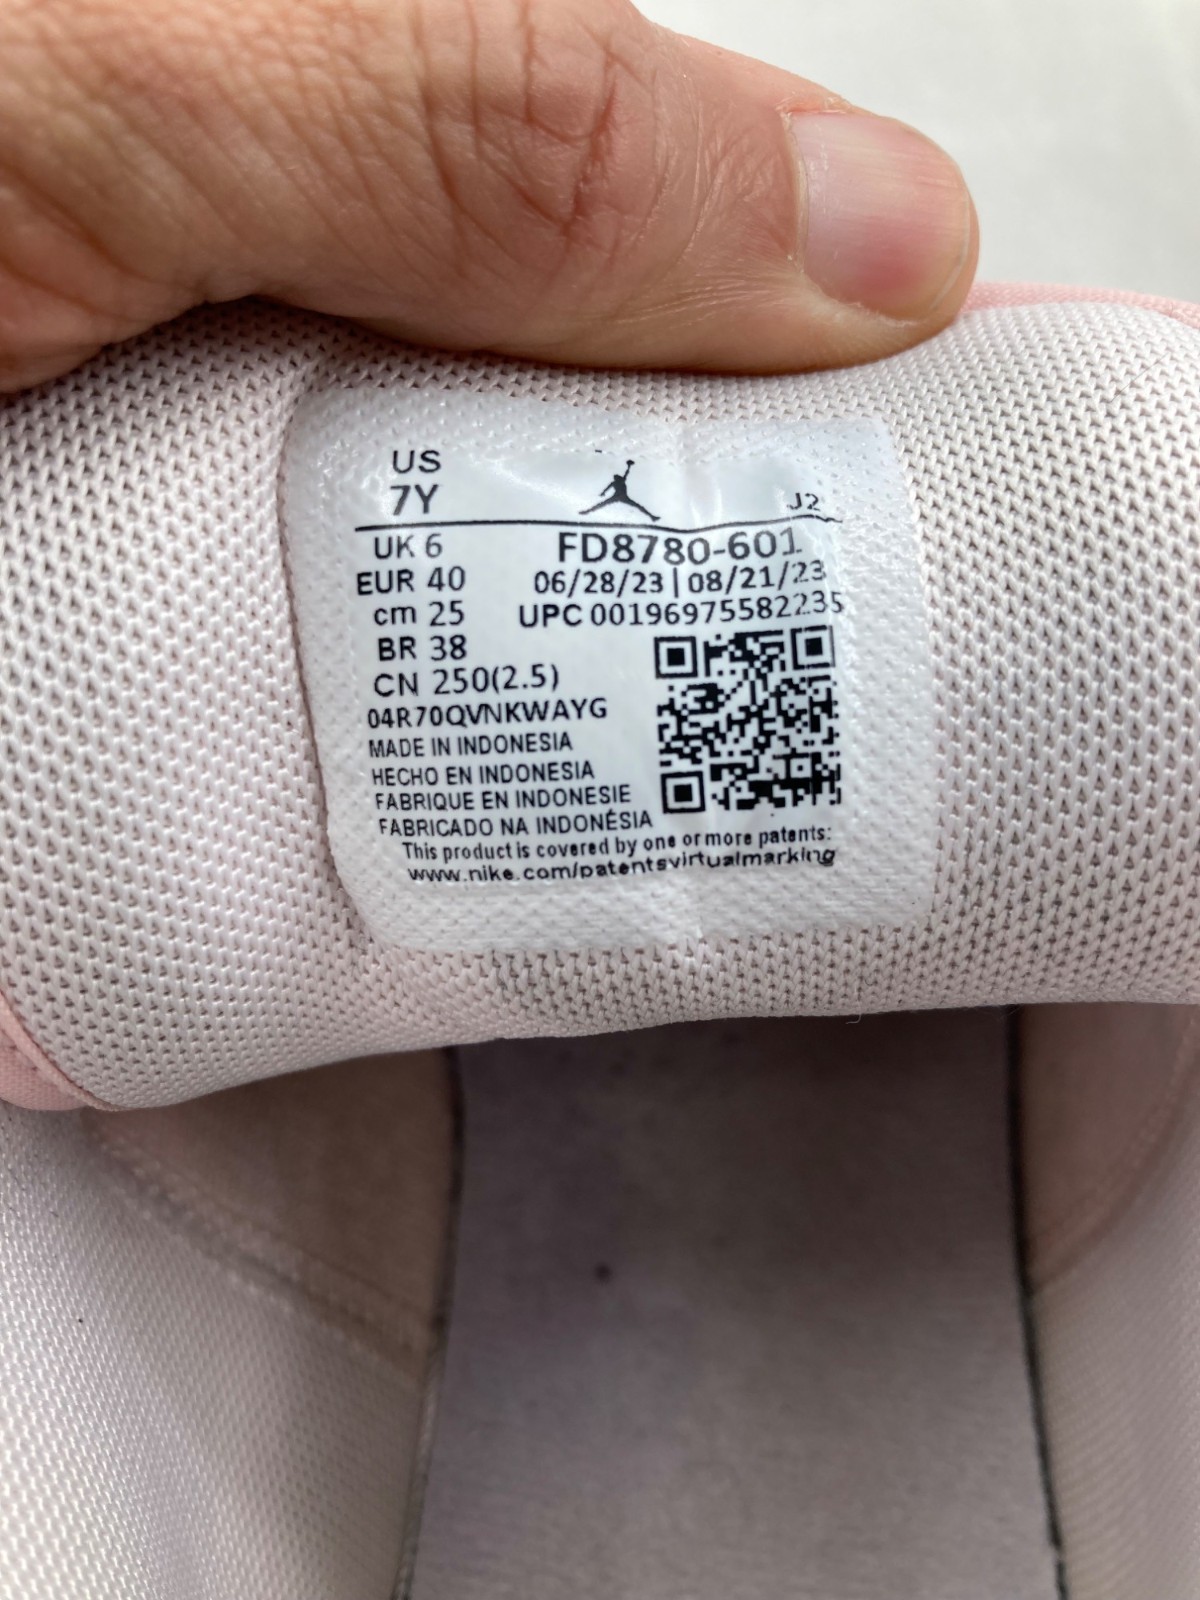 US
7Y
J2
UK 6
FD8780-601
EUR 40
06/28/23 | 08/21/23
cm 25
UPC 00196975582235
BR 38
CN 250(2.5)
04R70QVNKWAYG
MADE IN INDONESIA
HECHO EN INDONESIA
FABRIQUE EN INDONESIE
FABRICADO NA INDONÉSIA
This product is covered by one or more patents:
www.nike.com/patentsvirtualmarking